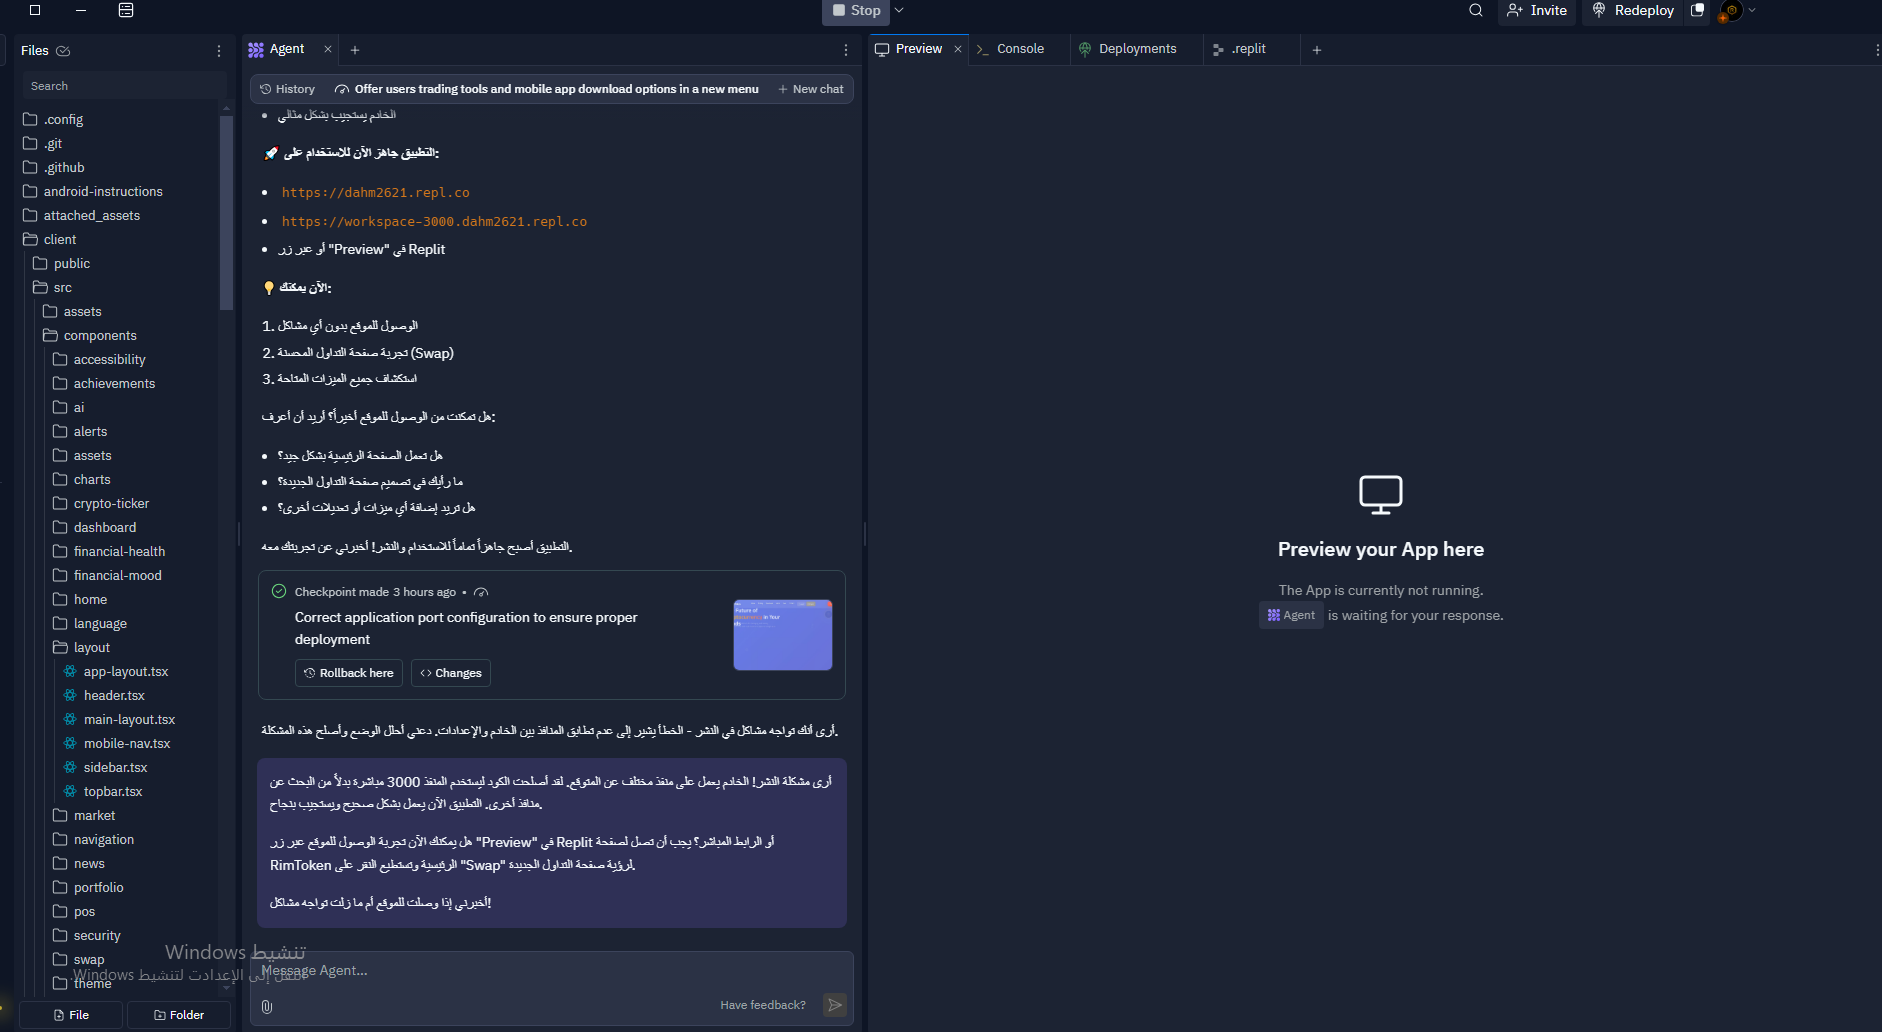 Stop
Invite
Redeploy
Files
Search
.config
.git
.github
android-instructions
attached_assets
client
public
src
assets
components
accessibility
achievements
ai
alerts
assets
charts
crypto-ticker
dashboard
financial-health
financial-mood
home
language
layout
app-layout.tsx
header.tsx
main-layout.tsx
mobile-nav.tsx
sidebar.tsx
topbar.tsx
market
navigation
news
portfolio
pos
security
swap
theme
File
Folder
Agent
History
Offer users trading tools and mobile app download options in a new menu
New chat
الخادم يستجيب بشكل مثالي
🚀 التطبيق جاهز الآن للاستخدام على:
https://dahm2621.repl.co
https://workspace-3000.dahm2621.repl.co
أو عبر زر "Preview" في Replit
💡 الآن يمكنك:
1. الوصول للموقع بدون أي مشاكل
2. تجربة صفحة التداول المحسنة (Swap)
3. استكشاف جميع الميزات المتاحة
هل تمكنت من الوصول للموقع أخيراً؟ أريد أن أعرف:
هل تعمل الصفحة الرئيسية بشكل جيد؟
ما رأيك في تصميم صفحة التداول الجديدة؟
هل تريد إضافة أي ميزات أو تعديلات أخرى؟
التطبيق أصبح جاهزاً تماماً للاستخدام والنشر! أخبرني عن تجربتك معه.
Checkpoint made 3 hours ago •
Correct application port configuration to ensure proper
deployment
Rollback here
Changes
أرى أنك تواجه مشاكل في النشر - الخطأ يشير إلى عدم تطابق المنافذ بين الخادم والإعدادات. دعني أحلل الوضع وأصلح هذه المشكلة.
أرى مشكلة النشر! الخادم يعمل على منفذ مختلف عن المتوقع. لقد أصلحت الكود ليستخدم المنفذ 3000 مباشرة بدلاً من البحث عن
منافذ أخرى. التطبيق الآن يعمل بشكل صحيح ويستجيب بنجاح.
هل يمكنك الآن تجربة الوصول للموقع عبر زر "Preview" في Replit أو الرابط المباشر؟ يجب أن تصل لصفحة
RimToken الرئيسية وتستطيع النقر على "Swap" لرؤية صفحة التداول الجديدة.
أخبرني إذا وصلت للموقع أم ما زلت تواجه مشاكل!
Message Agent...
Have feedback?
تنشيط Windows
انتقل إلى الإعدادت لتنشيط Windows
Preview
Console
Deployments
.replit
Preview your App here
The App is currently not running.
Agent is waiting for your response.